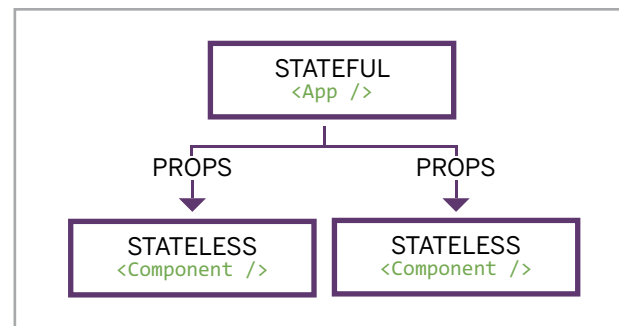 STATEFUL
<App />
PROPS
PROPS
STATELESS
<Component />
STATELESS
<Component />